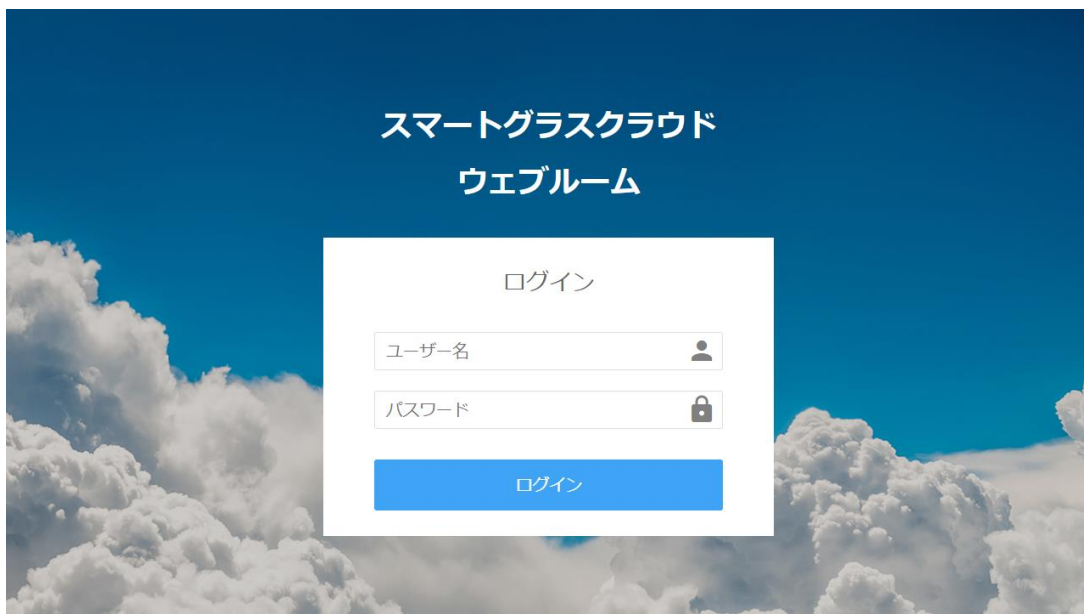 スマートグラスクラウド
ウェブルーム
ログイン
ユーザー名
パスワード
ログイン